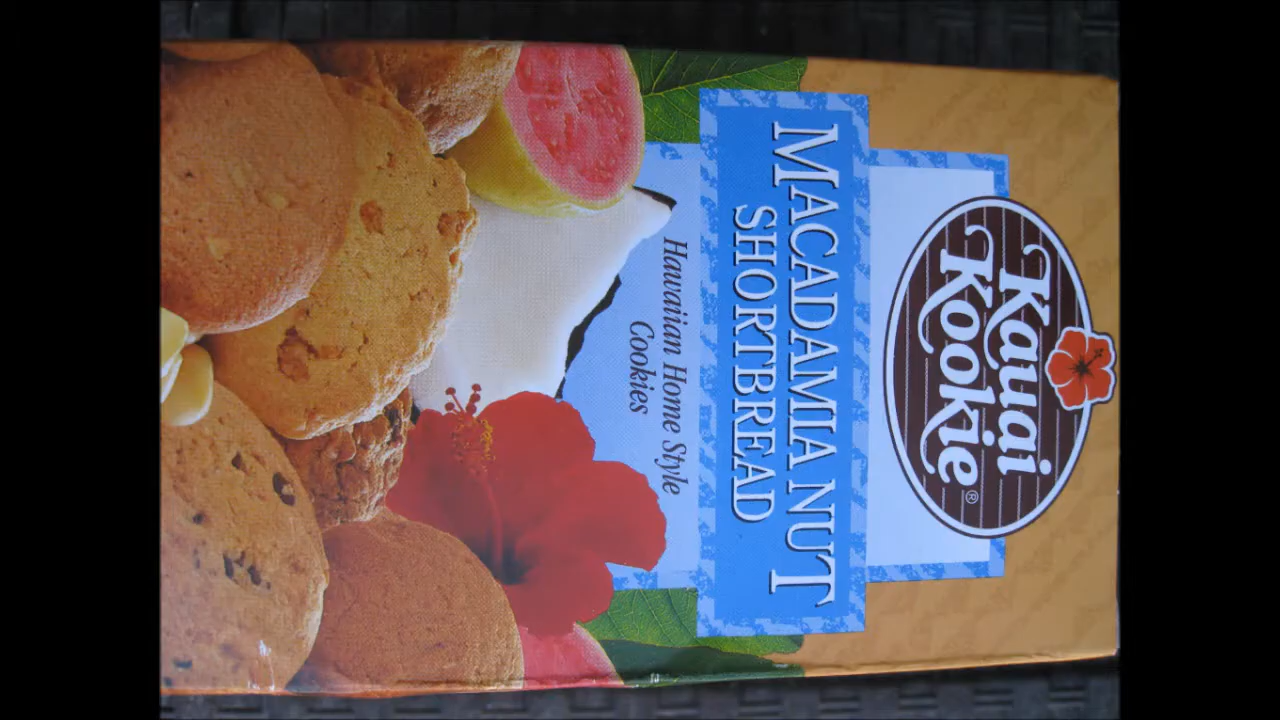 Kauai
Kookie®
MACADAMIA NUT
SHORTBREAD
Hawaiian Home Style
Cookies